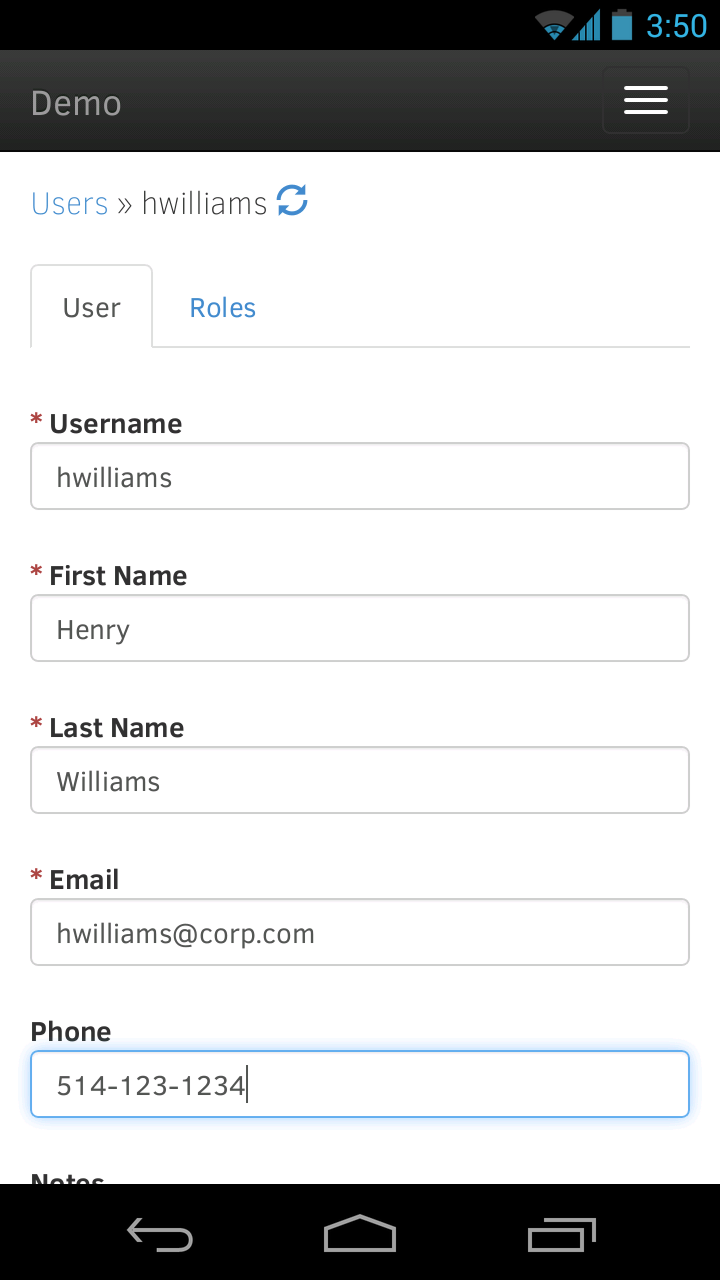 3:50
Demo
Users » hwilliams
User Roles
* Username
hwilliams
* First Name
Henry
* Last Name
Williams
* Email
hwilliams@corp.com
Phone
514-123-1234
Notes